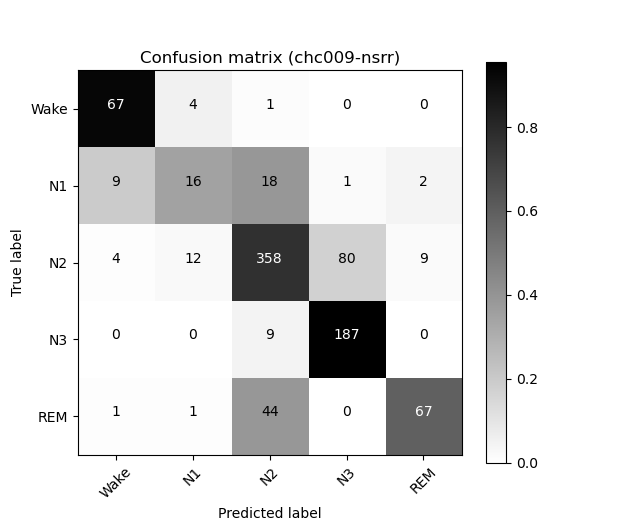 Confusion matrix (chc009-nsrr)
Wake 67 4 1 0 0
N1 9 16 18 1 2
N2 4 12 358 80 9
N3 0 0 9 187 0
REM 1 1 44 0 67
Wake N1 N2 N3 REM
True label
Predicted label
0.8
0.6
0.4
0.2
0.0